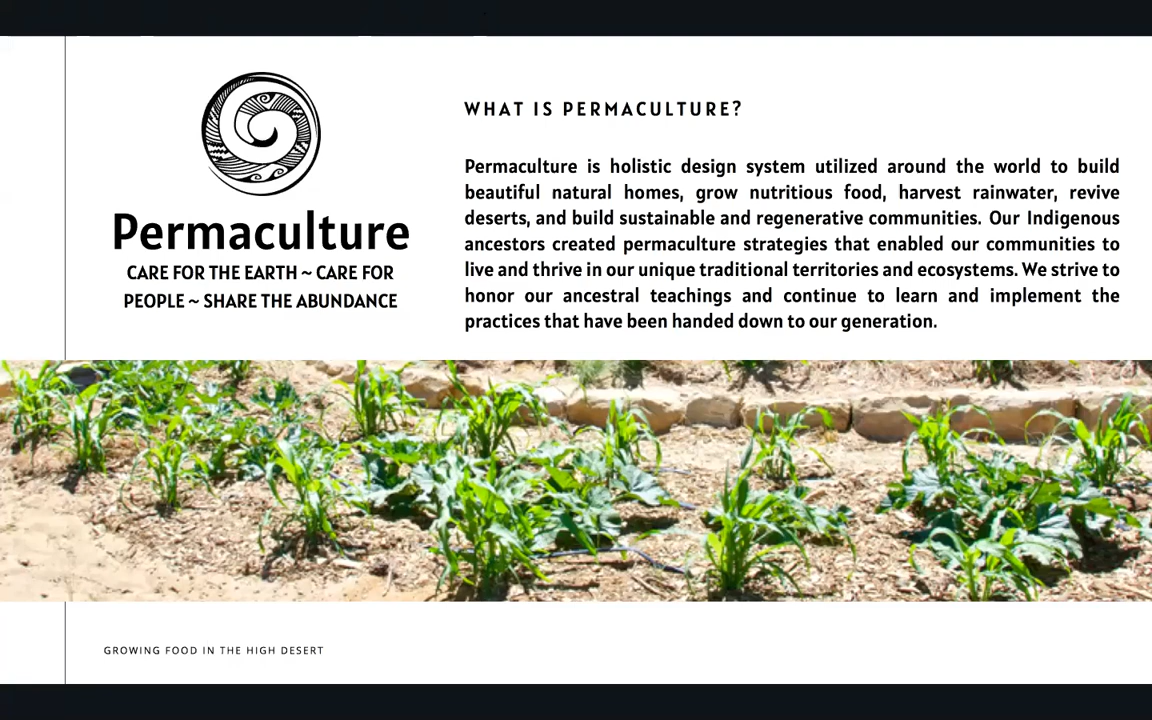 Permaculture
CARE FOR THE EARTH ~ CARE FOR
PEOPLE ~ SHARE THE ABUNDANCE
WHAT IS PERMACULTURE?
Permaculture is holistic design system utilized around the world to build
beautiful natural homes, grow nutritious food, harvest rainwater, revive
deserts, and build sustainable and regenerative communities. Our Indigenous
ancestors created permaculture strategies that enabled our communities to
live and thrive in our unique traditional territories and ecosystems. We strive to
honor our ancestral teachings and continue to learn and implement the
practices that have been handed down to our generation.
GROWING FOOD IN THE HIGH DESERT